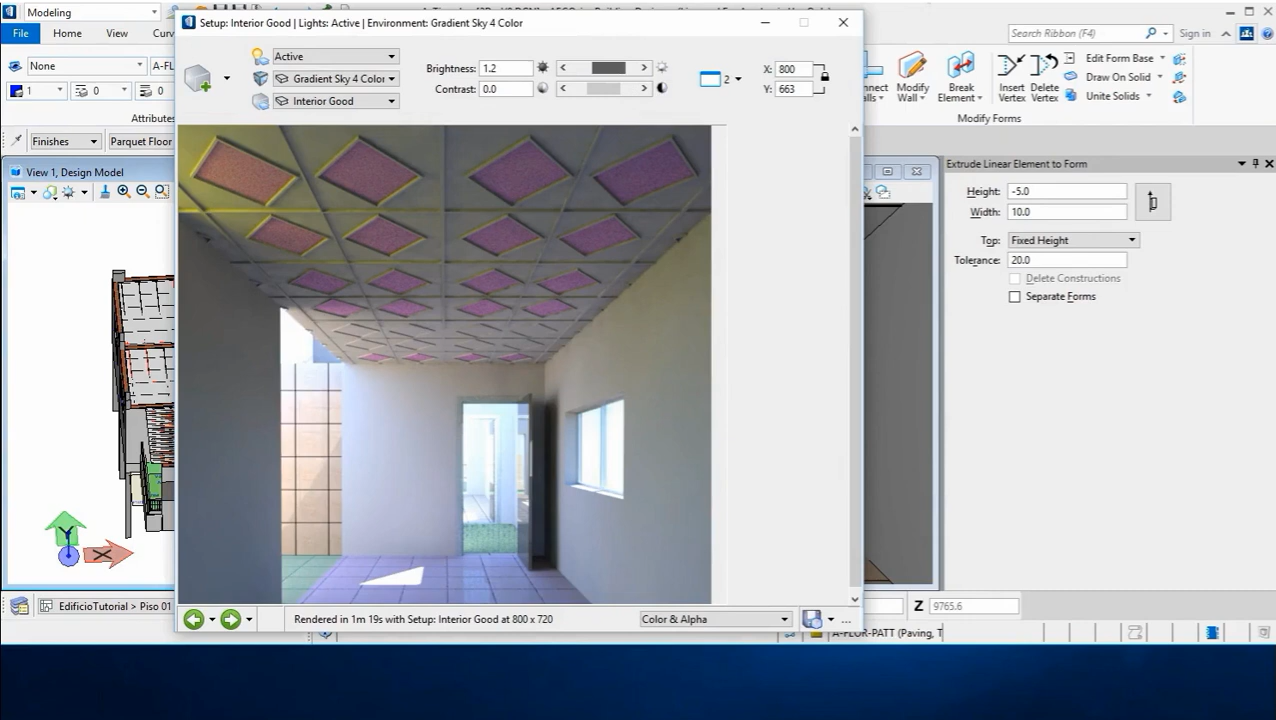 Modeling
Setup: Interior Good | Lights: Active | Environment: Gradient Sky 4 Color
File
Home
View
Search Ribbon (F4)
Sign in
None
A-FL
1
0
0
Attributes
Active
Gradient Sky 4 Color
Interior Good
Brightness: 1.2
Contrast: 0.0
2
X: 800
Y: 663
Modify Wall
Break Element
Insert Vertex
Delete Vertex
Edit Form Base
Draw On Solid
Unite Solids
Modify Forms
Finishes
Parquet Floor
View 1, Design Model
Extrude Linear Element to Form
Height: -5.0
Width: 10.0
Top: Fixed Height
Tolerance: 20.0
Delete Constructions
Separate Forms
Y
X
EdificioTutorial > Piso 01
Rendered in 1m 19s with Setup: Interior Good at 800 x 720
Color & Alpha
...
Z 9765.6
A-FLOR-PATT (Paving, T